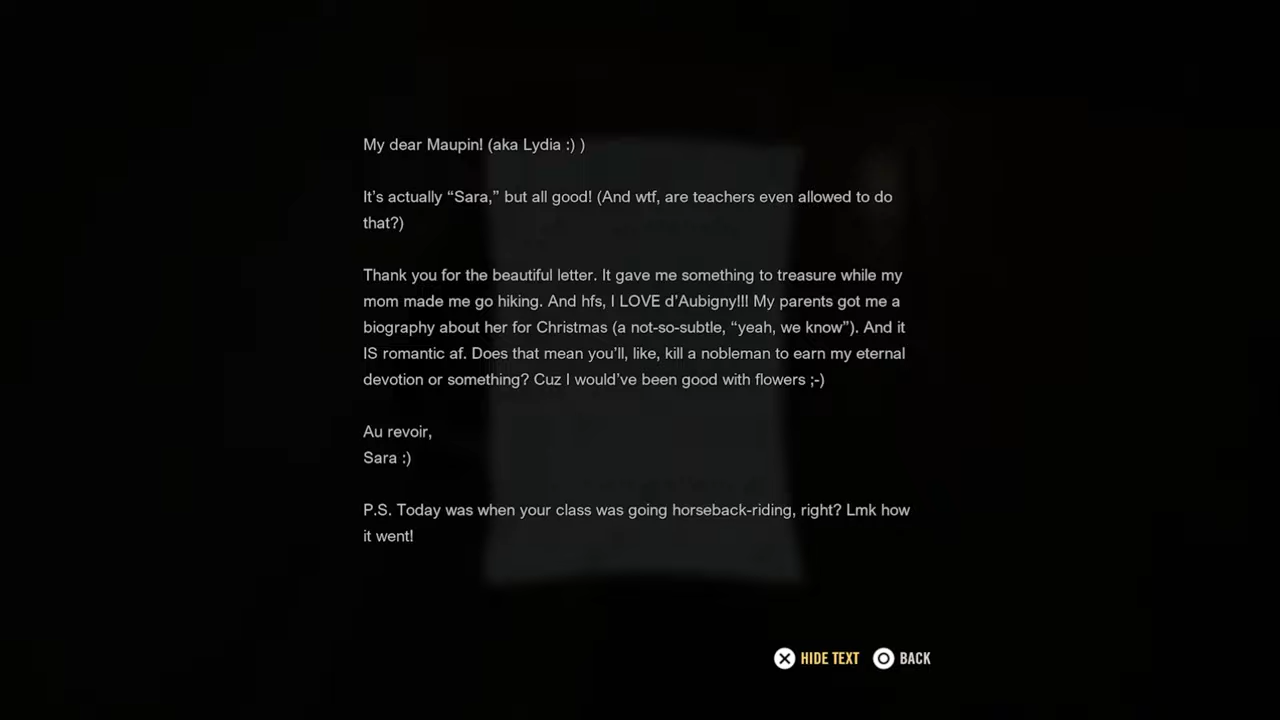 My dear Maupin! (aka Lydia :) )
It's actually “Sara,” but all good! (And wtf, are teachers even allowed to do
that?)
Thank you for the beautiful letter. It gave me something to treasure while my
mom made me go hiking. And hfs, I LOVE d'Aubigny!!! My parents got me a
biography about her for Christmas (a not-so-subtle, “yeah, we know”). And it
IS romantic af. Does that mean you'll, like, kill a nobleman to earn my eternal
devotion or something? Cuz I would've been good with flowers ;-)
Au revoir,
Sara :)
P.S. Today was when your class was going horseback-riding, right? Lmk how
it went!
HIDE TEXT BACK